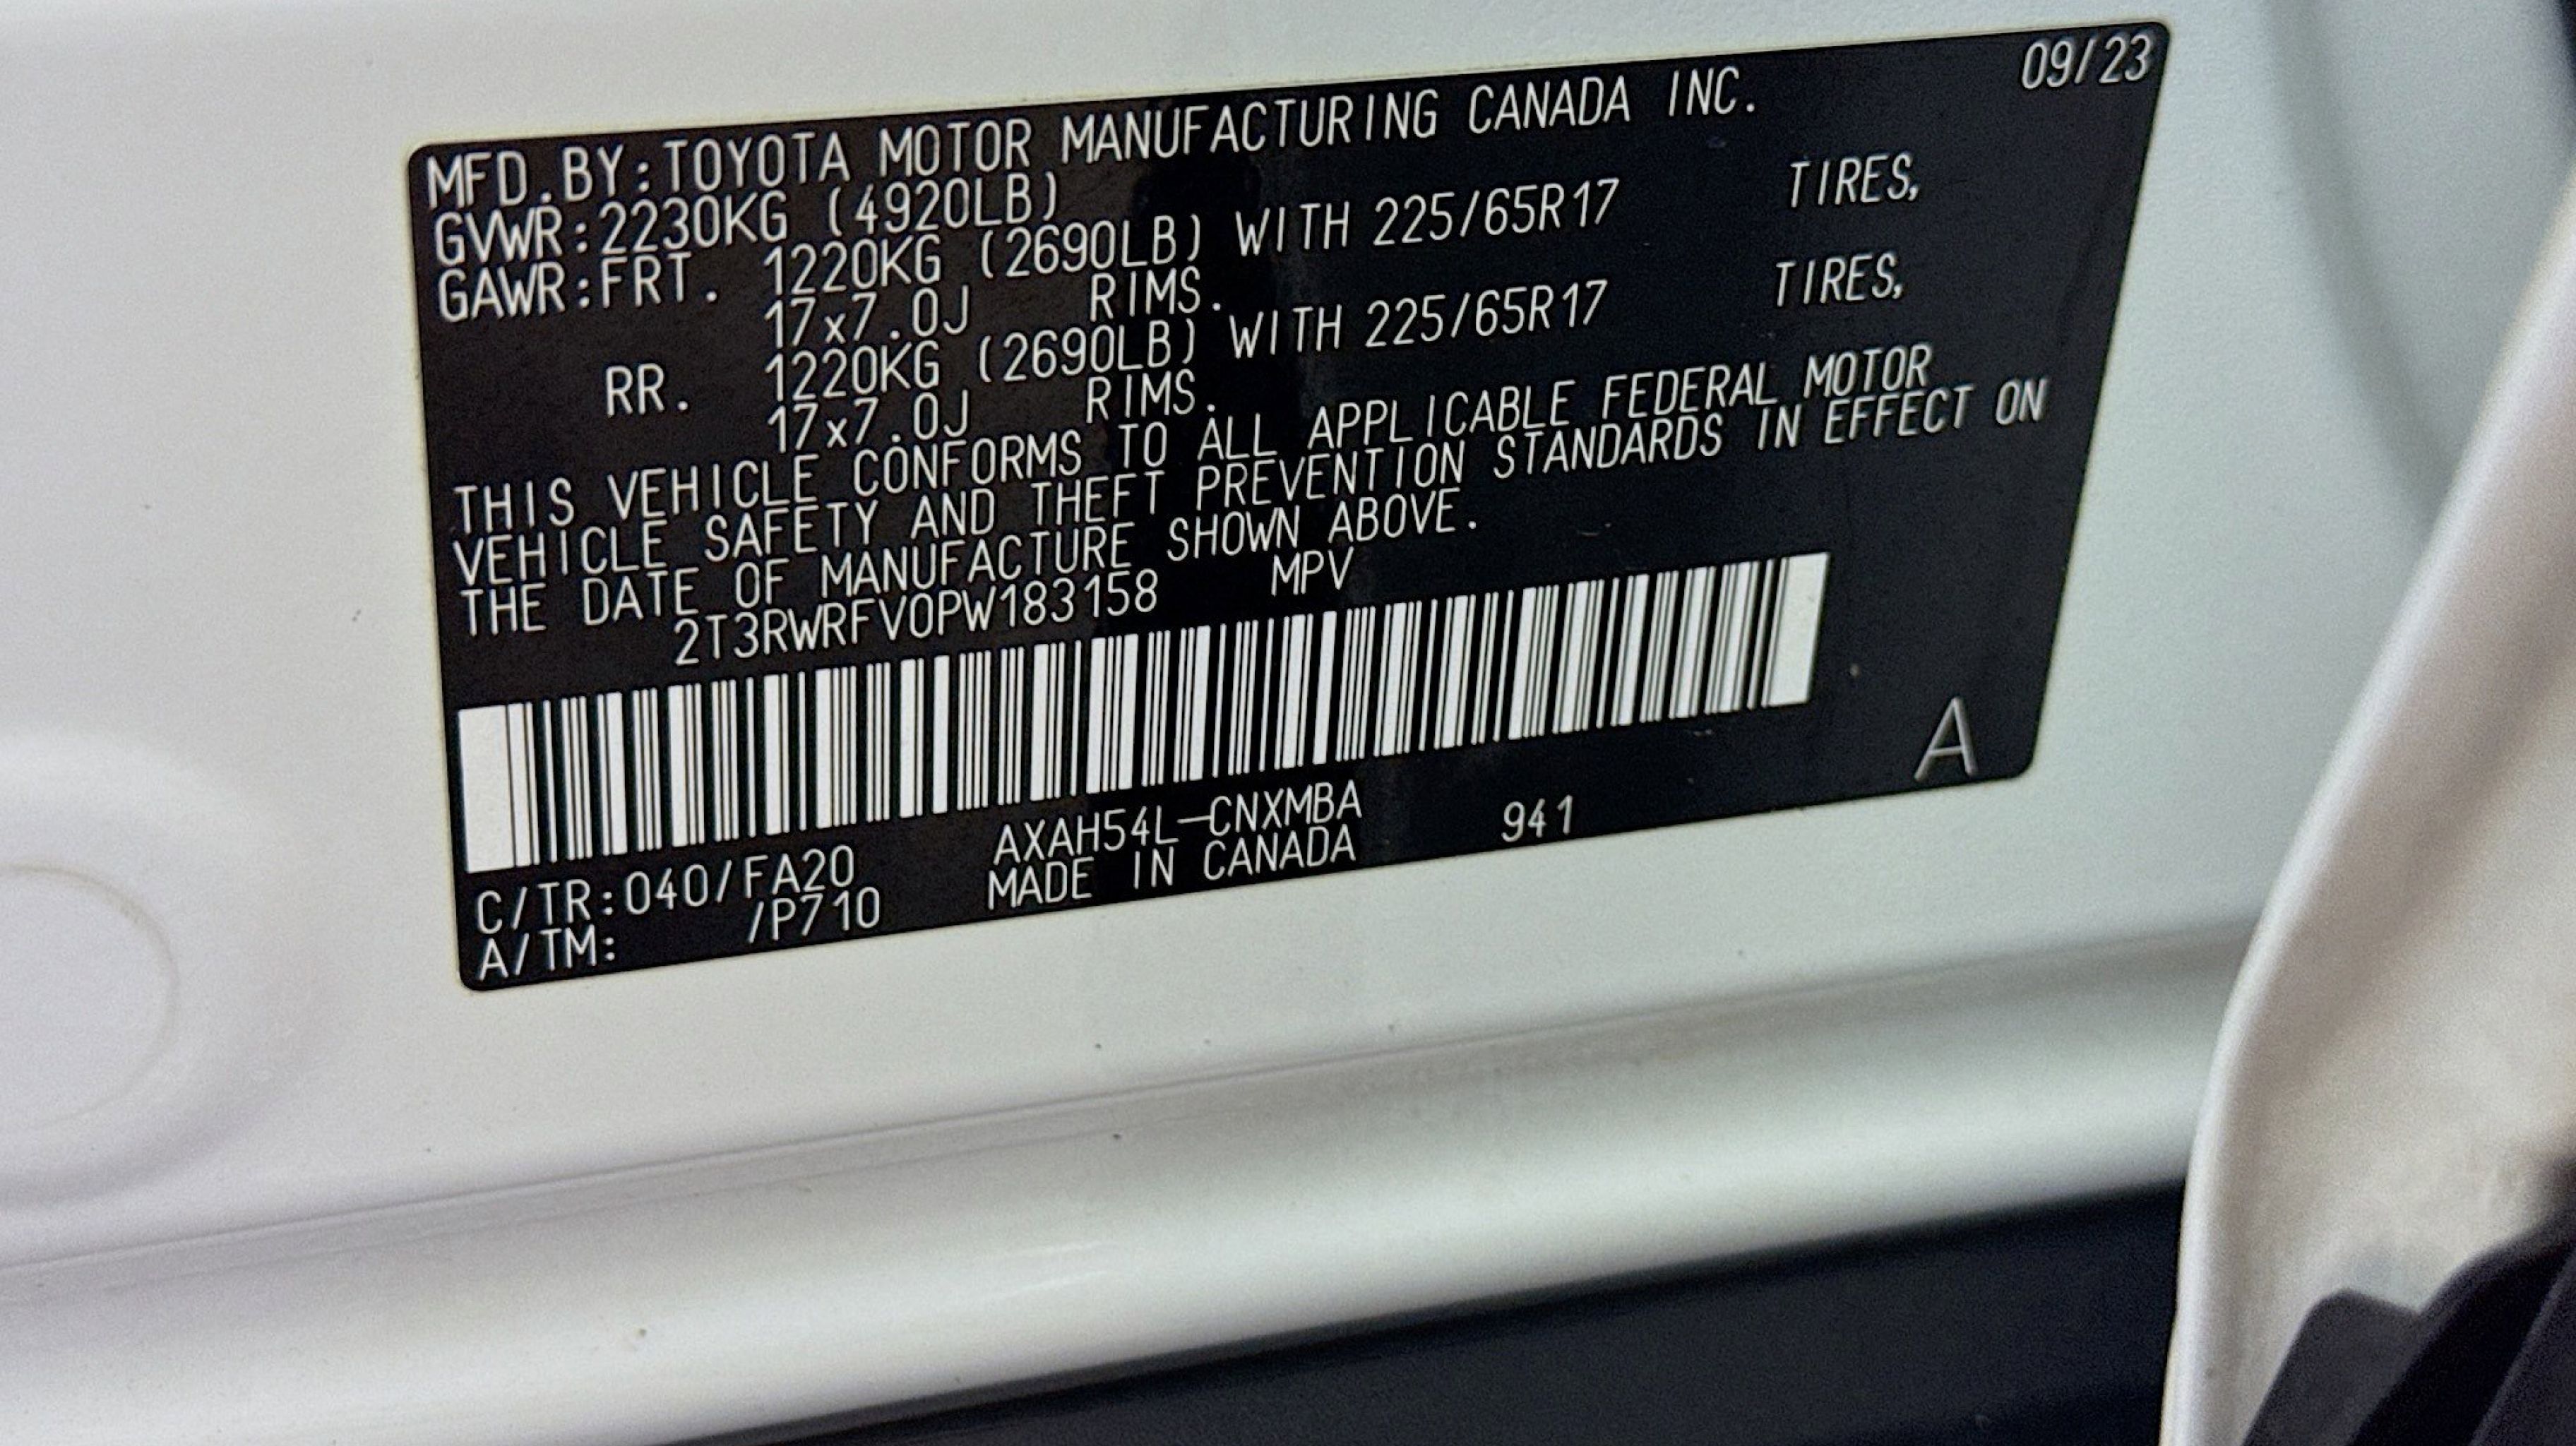 09/23
MFD.BY:TOYOTA MOTOR MANUFACTURING CANADA INC.
GVWR:2230KG (4920LB)
GAWR:FRT. 1220KG (2690LB) WITH 225/65R17 TIRES,
17x7.0J RIMS.
RR. 1220KG (2690LB) WITH 225/65R17 TIRES,
17x7.0J RIMS.
THIS VEHICLE CONFORMS TO ALL APPLICABLE FEDERAL MOTOR
VEHICLE SAFETY AND THEFT PREVENTION STANDARDS IN EFFECT ON
THE DATE OF MANUFACTURE SHOWN ABOVE.
2T3RWRFV0PW183158 MPV
A
C/TR:040/FA20 AXAH54L-CNXMBA 941
A/TM: /P710 MADE IN CANADA